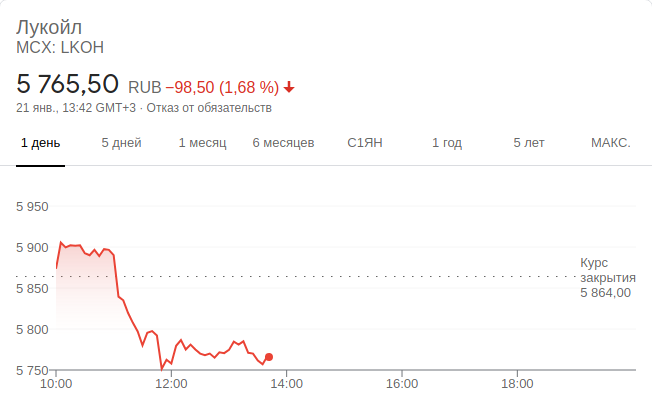 Лукойл
MCX: LKOH
5 765,50 RUB −98,50 (1,68 %)
21 янв., 13:42 GMT+3 · Отказ от обязательств
1 день 5 дней 1 месяц 6 месяцев С1ЯН 1 год 5 лет МАКС.
5 950
5 900
Курс
закрытия
5 864,00
5 850
5 800
5 750
10:00 12:00 14:00 16:00 18:00